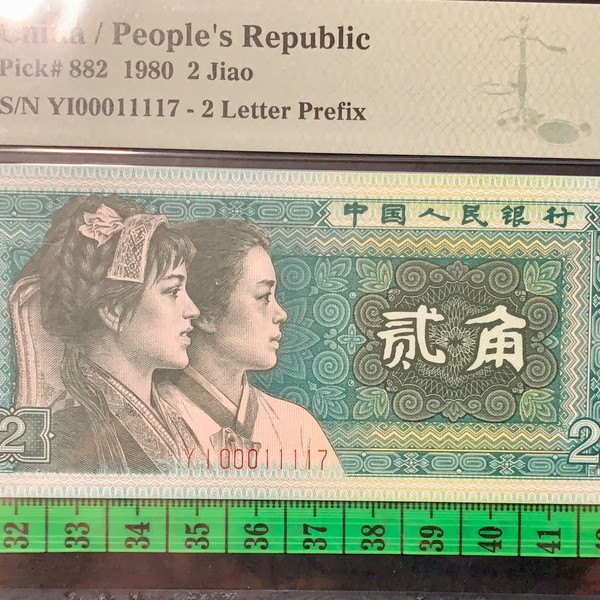 China / People's Republic
Pick# 882 1980 2 Jiao
S/N YI00011117 - 2 Letter Prefix
中国人民银行
贰角
2
2
YI00011117
32 33 34 35 36 37 38 39 40 41